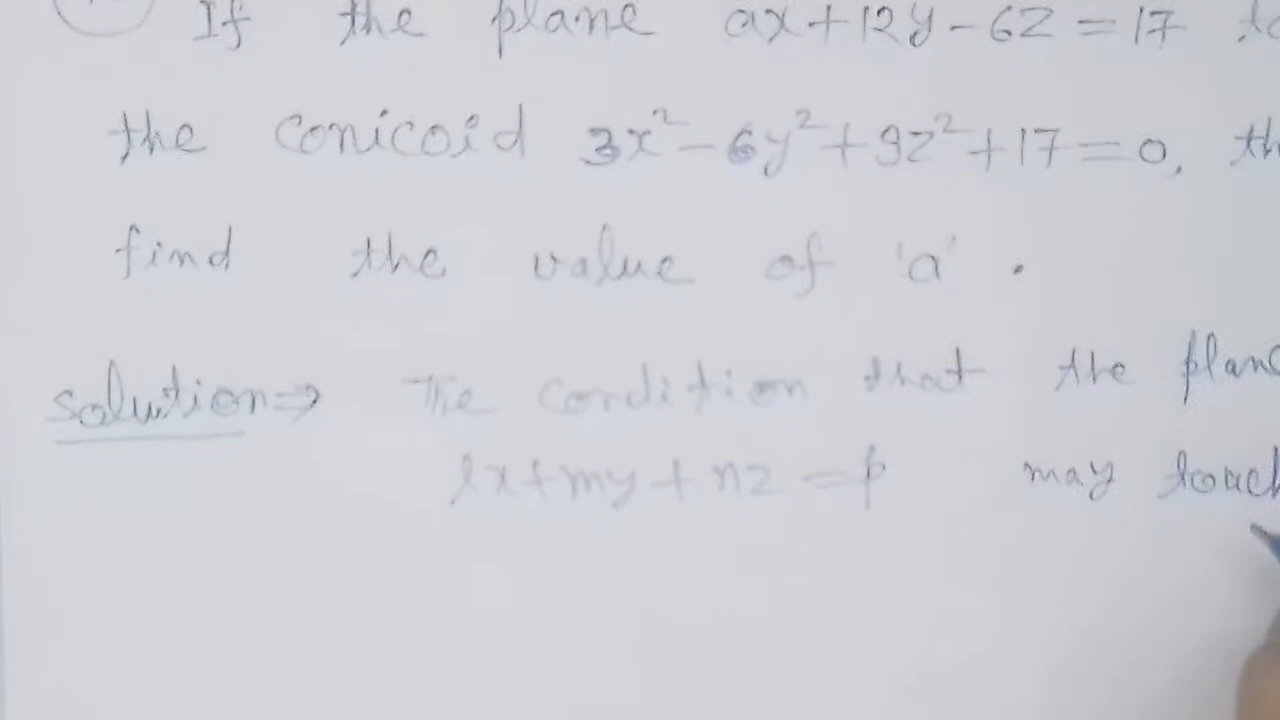 If the plane ax+12y-6z=17
the conicoid 3x²-6y²+9z²+17=0,
find the value of 'a'.
solution⇒ The condition that the plane
lx+my+nz=p may touch